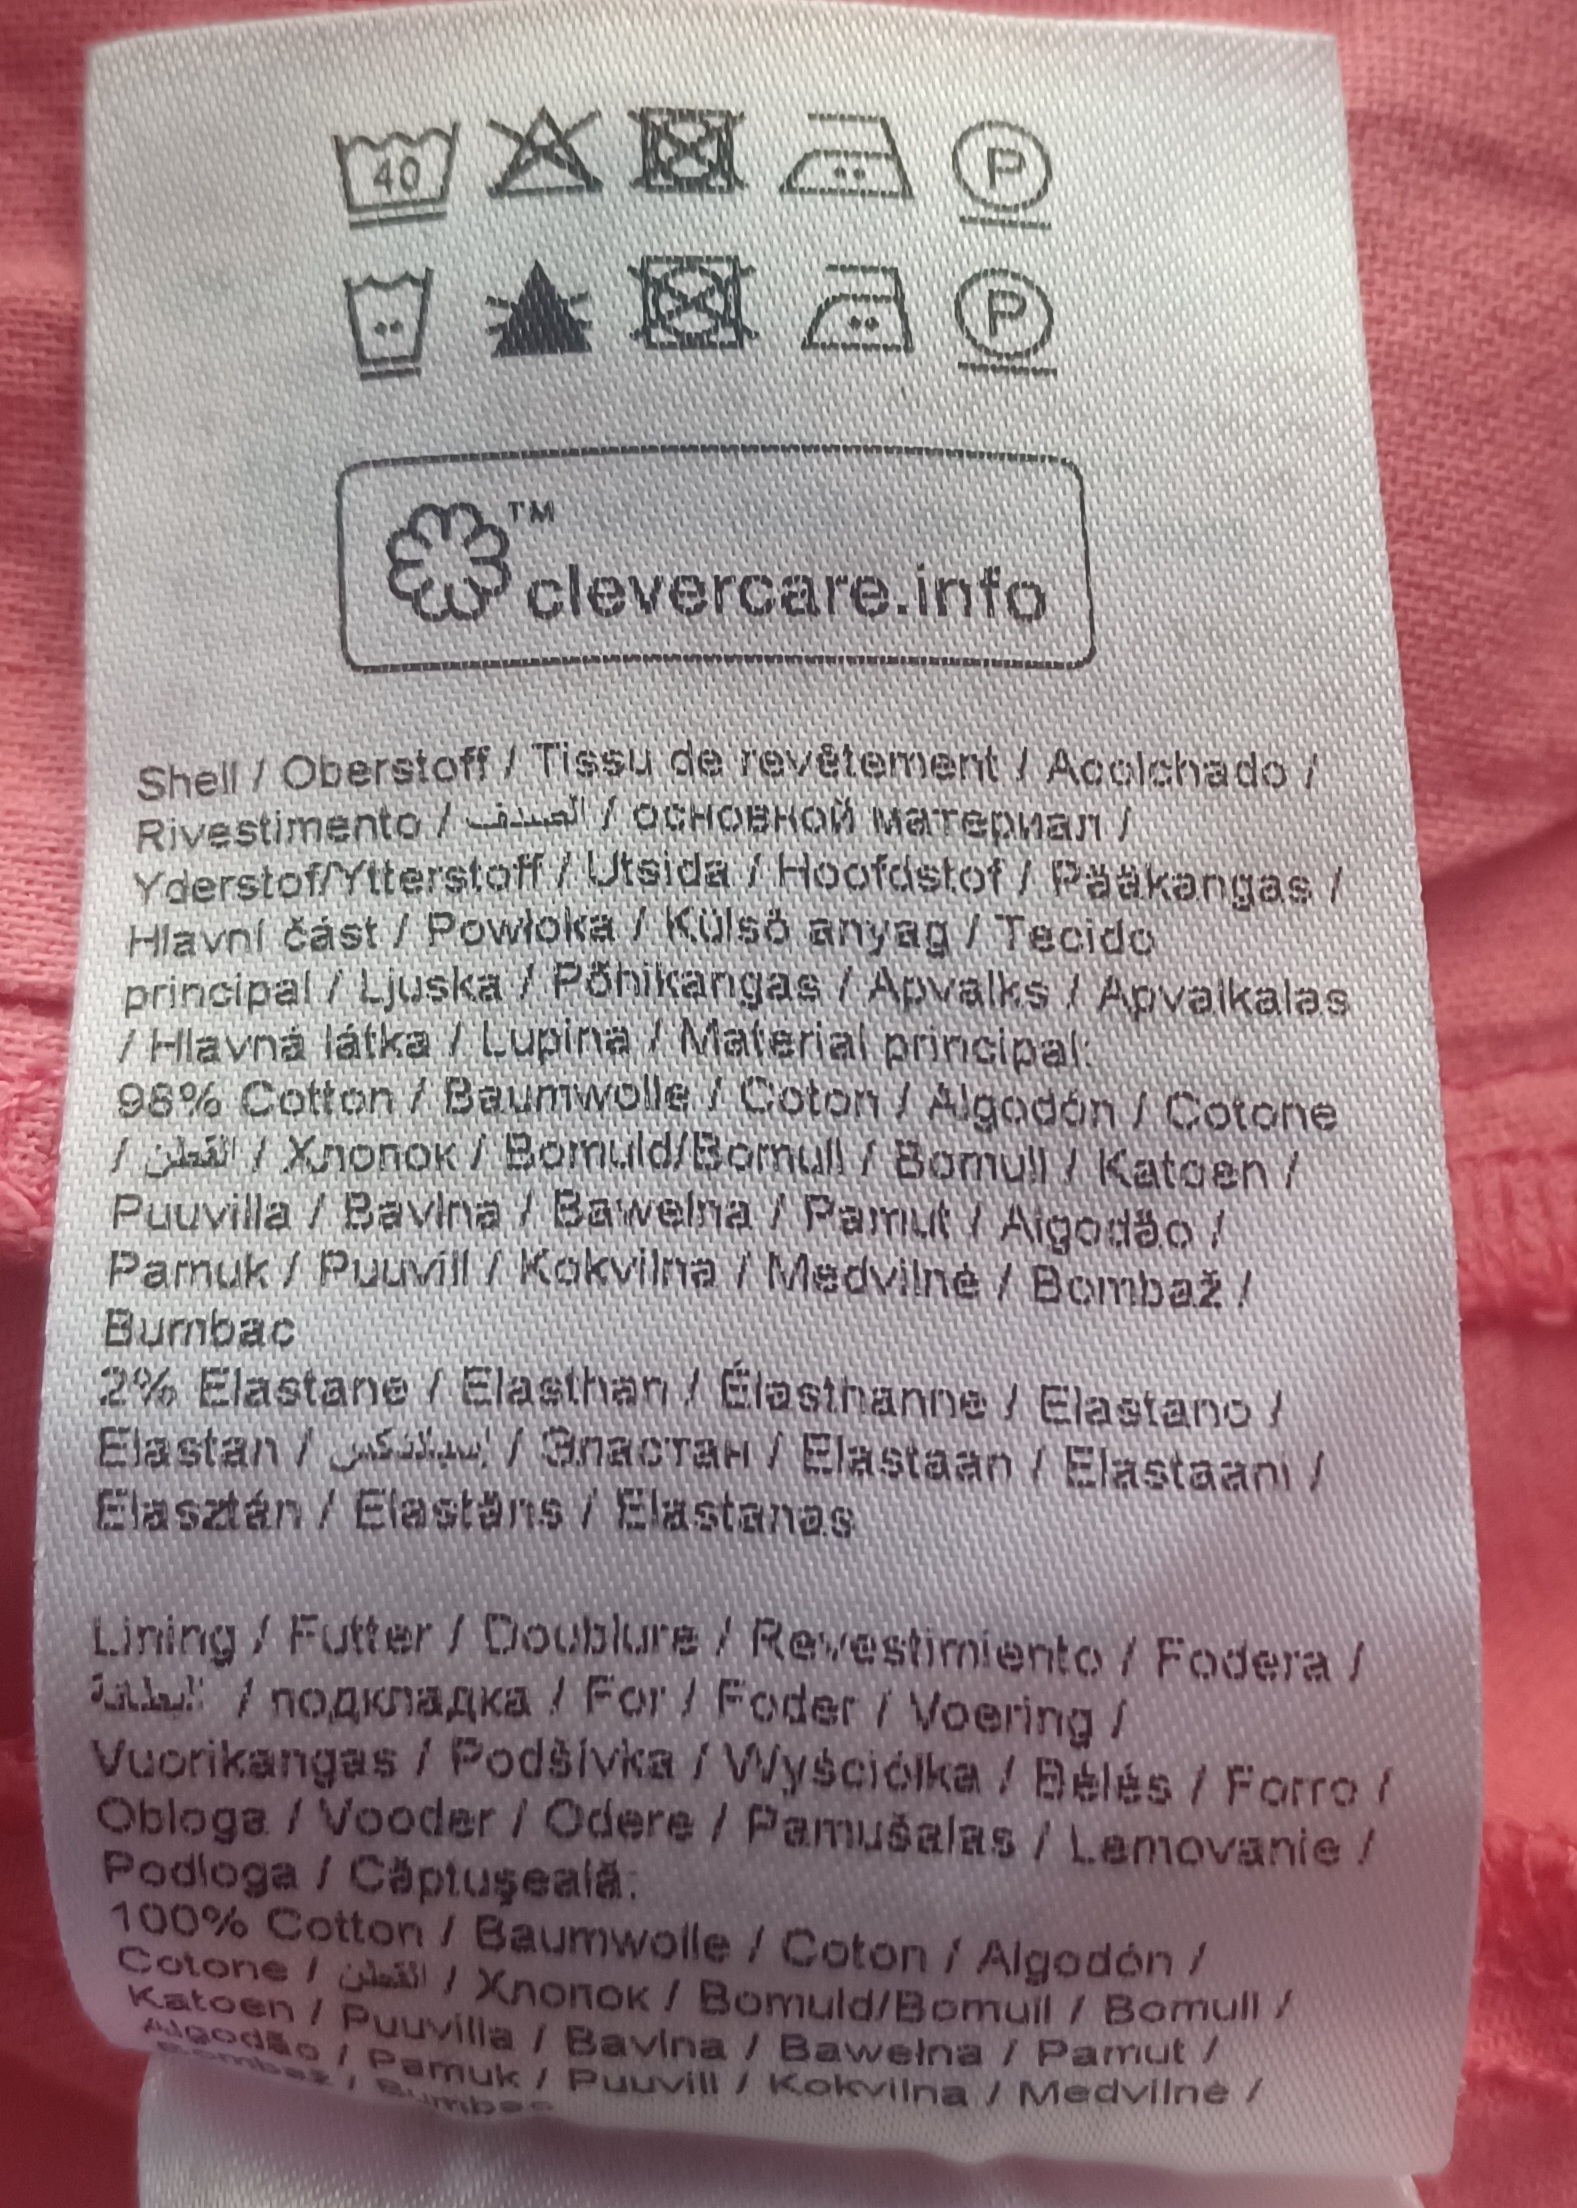 40 P
P
TM
clevercare.info
Shell / Oberstoff / Tissu de revêtement / Acolchado /
Rivestimento / الصدف / основной материал /
Yderstof/Ytterstoff / Utsida / Hoofdstof / Pääkangas /
Hlavní část / Powłoka / Külső anyag / Tecido
principal / Ljuska / Põhikangas / Apvalks / Apvalkalas
/ Hlavná látka / Lupina / Material principal:
98% Cotton / Baumwolle / Coton / Algodón / Cotone
/ القطن / Хлопок / Bomuld/Bomull / Bomull / Katoen /
Puuvilla / Bavlna / Bawełna / Pamut / Algodão /
Pamuk / Puuvill / Kokvilna / Medvilnė / Bombaž /
Bumbac
2% Elastane / Elasthan / Élasthanne / Elastano /
Elastan / إسبلاندكس / Эластан / Elastaan / Elastaani /
Elasztán / Elastāns / Elastanas
Lining / Futter / Doublure / Revestimiento / Fodera /
البطانة / подкладка / For / Foder / Voering /
Vuorikangas / Podšívka / Wyściółka / Bélés / Forro /
Obloga / Vooder / Odere / Pamušalas / Lemovanie /
Podloga / Căptuşeală:
100% Cotton / Baumwolle / Coton / Algodón /
Cotone / القطن / Хлопок / Bomuld/Bomull / Bomull /
Katoen / Puuvilla / Bavlna / Bawełna / Pamut /
Algodão / Pamuk / Puuvill / Kokvilna / Medvilnė /
Bombaž / Bumbac